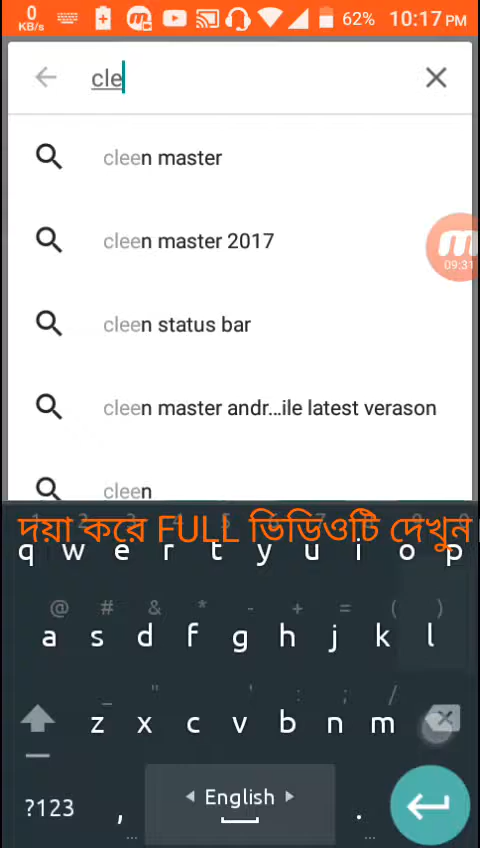 0
KB/s
62%
10:17 PM
cle
cleen master
cleen master 2017
09:31
cleen status bar
cleen master andr...ile latest verason
cleen
দয়া করে FULL ভিডিওটি দেখুন
q w e r t y u i o p
@ # & * - + = ( )
a s d f g h j k l
_ " ' : ; /
z x c v b n m
?123 , English .